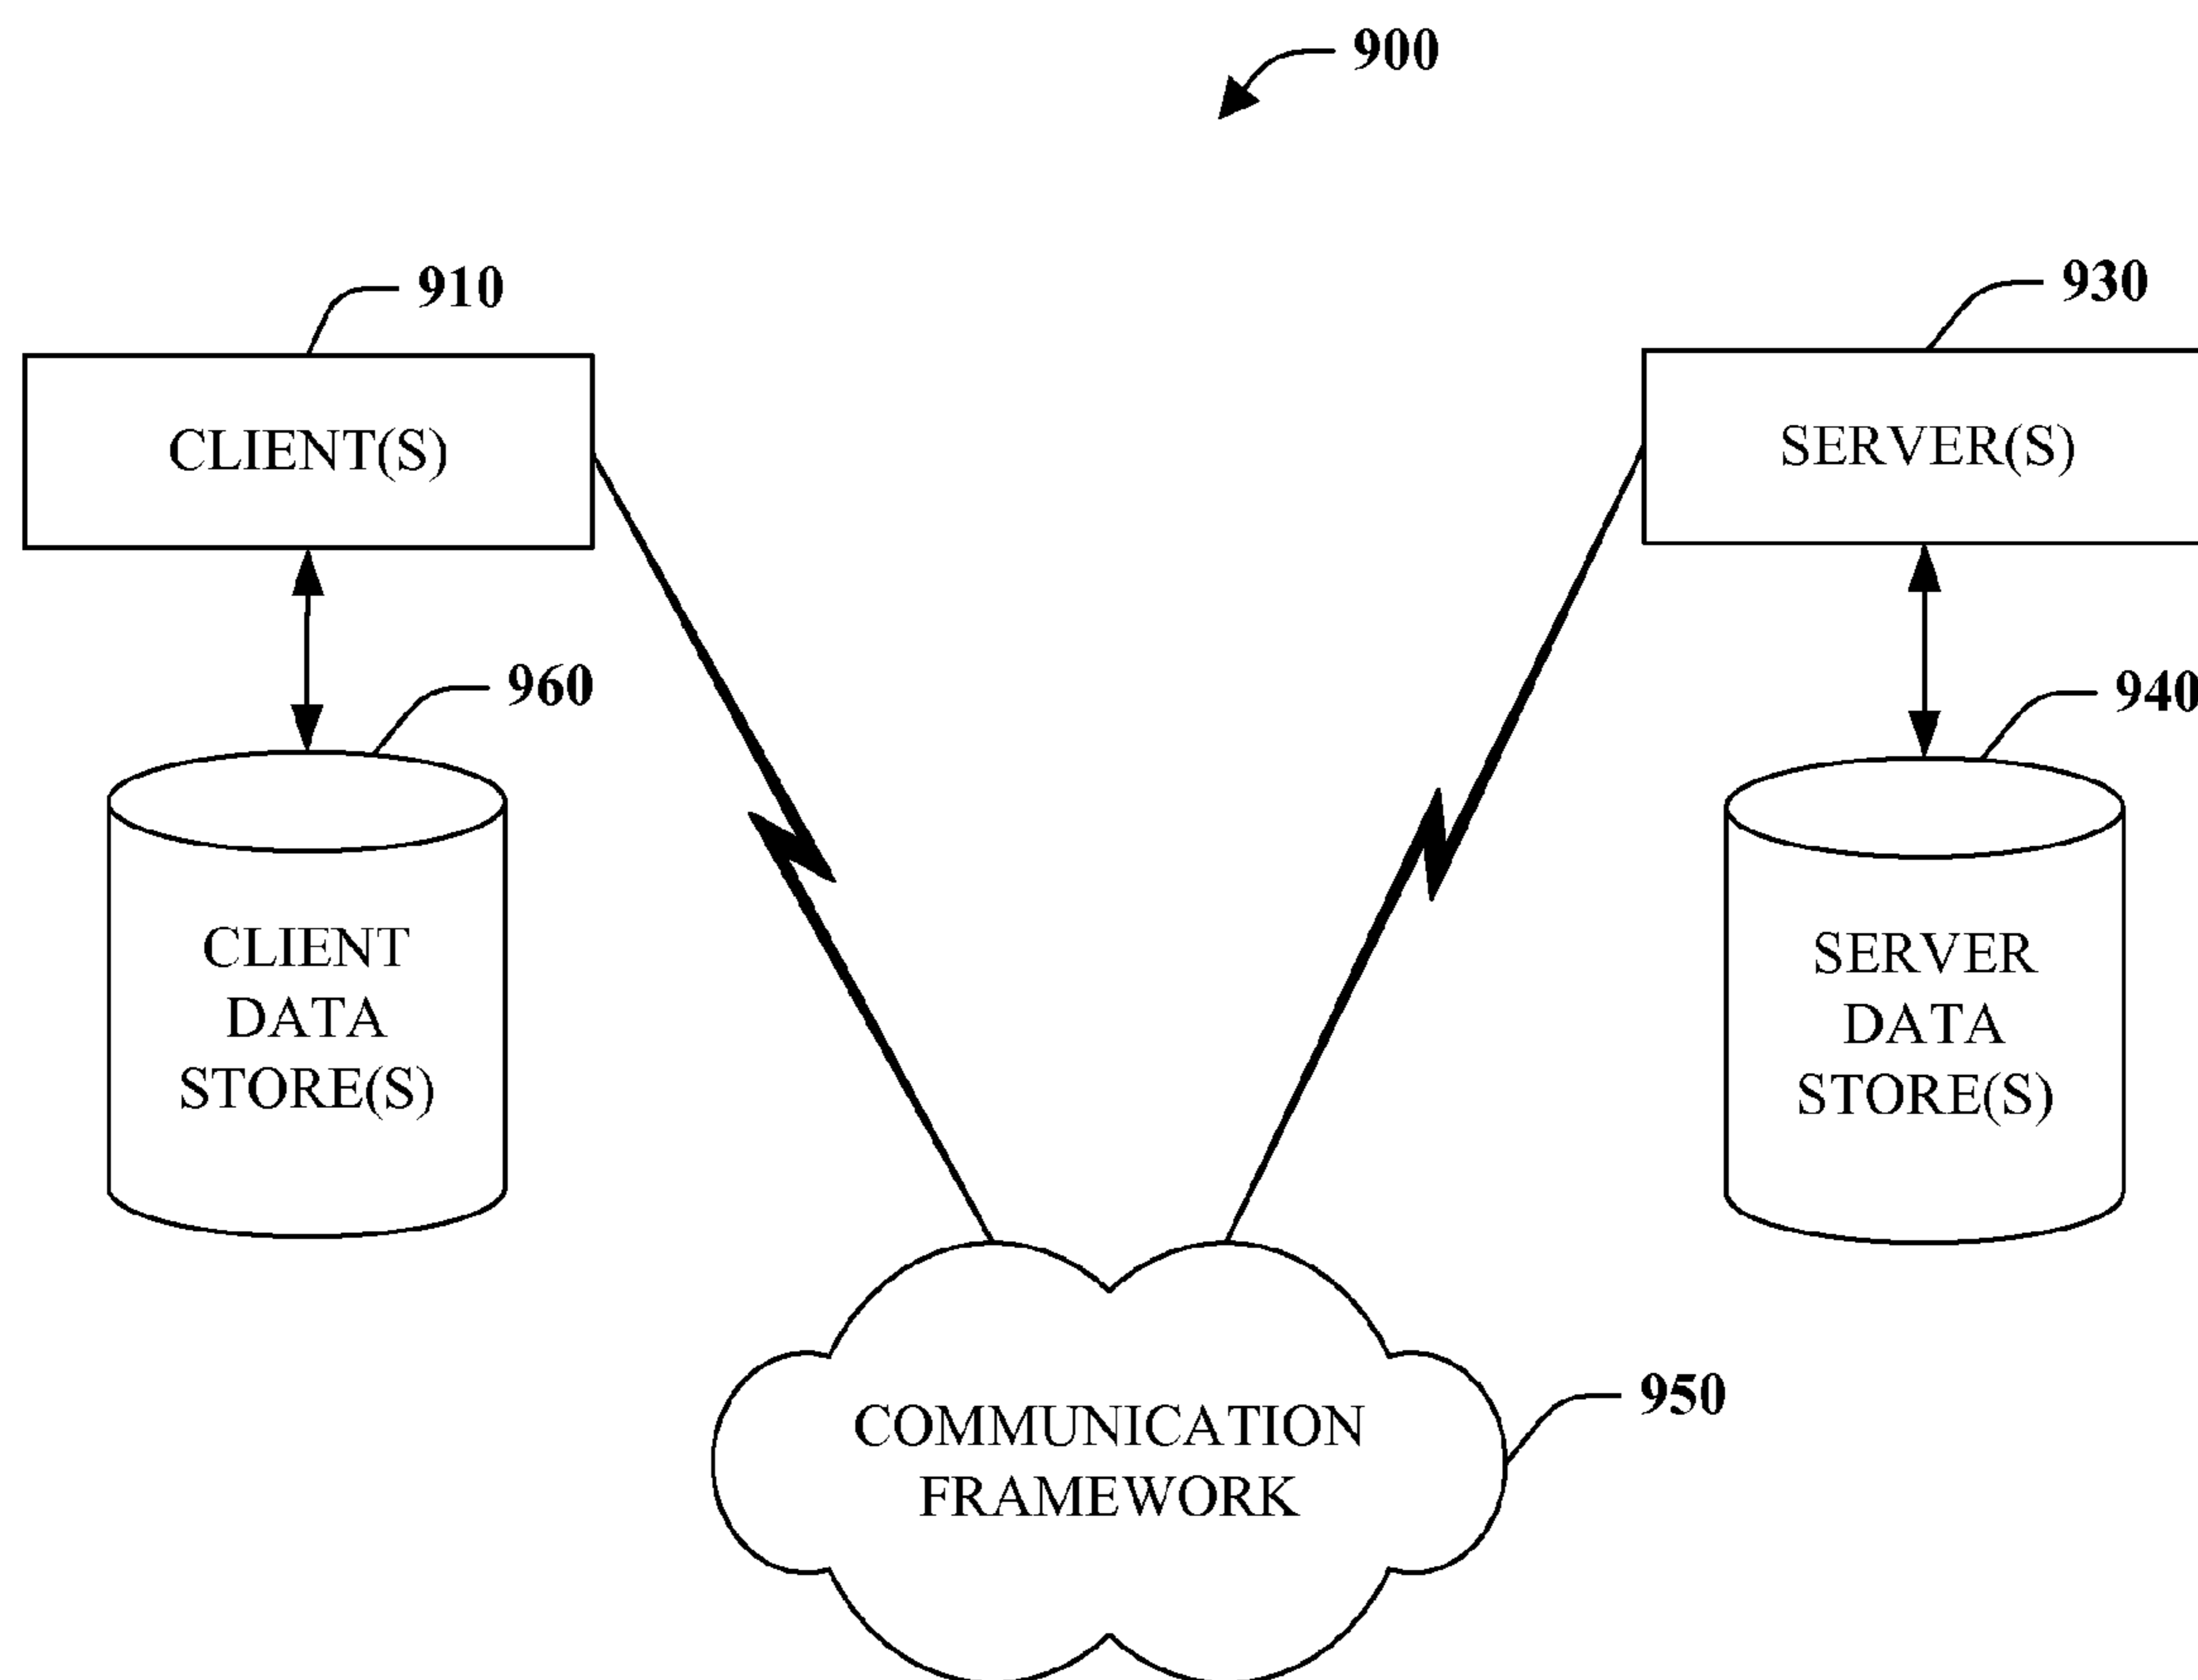 900
910
930
CLIENT(S)
SERVER(S)
960
940
CLIENT
DATA
STORE(S)
SERVER
DATA
STORE(S)
950
COMMUNICATION
FRAMEWORK